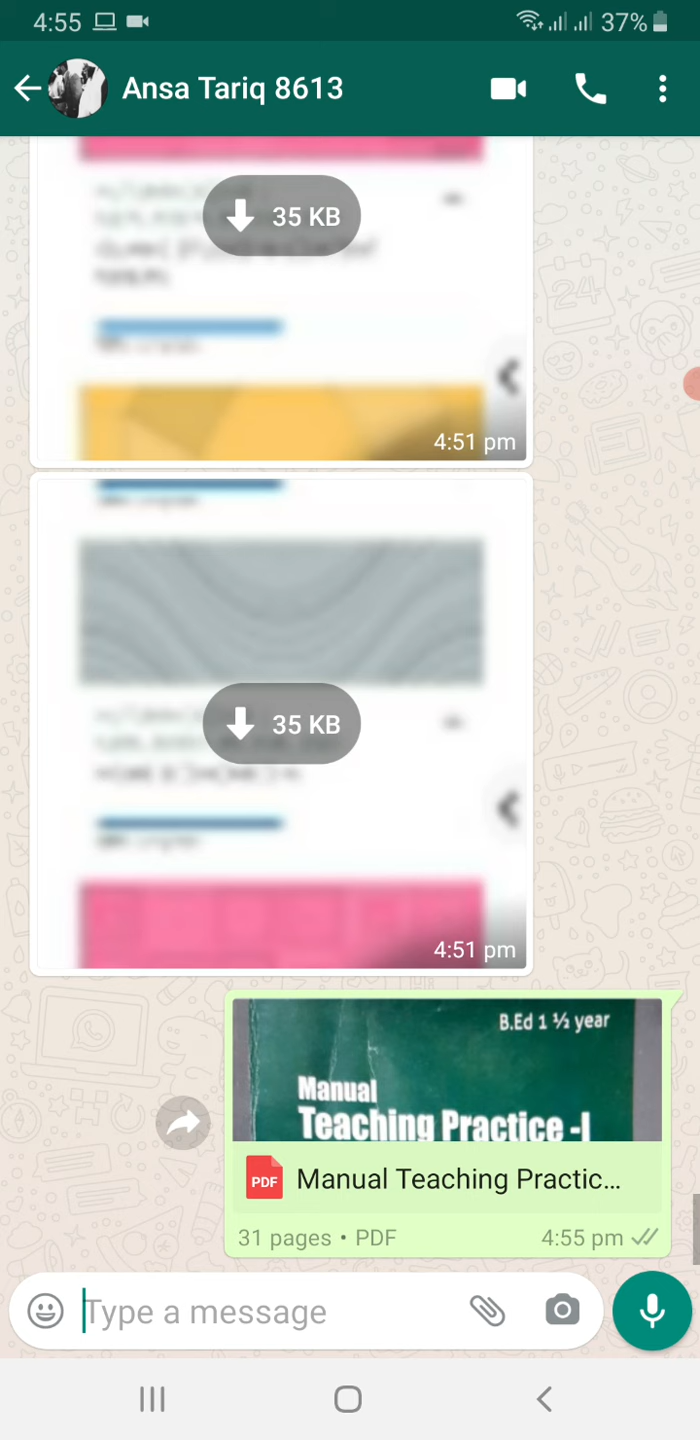 4:55 37%
Ansa Tariq 8613
35 KB
4:51 pm
35 KB
4:51 pm
B.Ed 1 ½ year
Manual
Teaching Practice -I
PDF Manual Teaching Practic...
31 pages • PDF 4:55 pm
Type a message